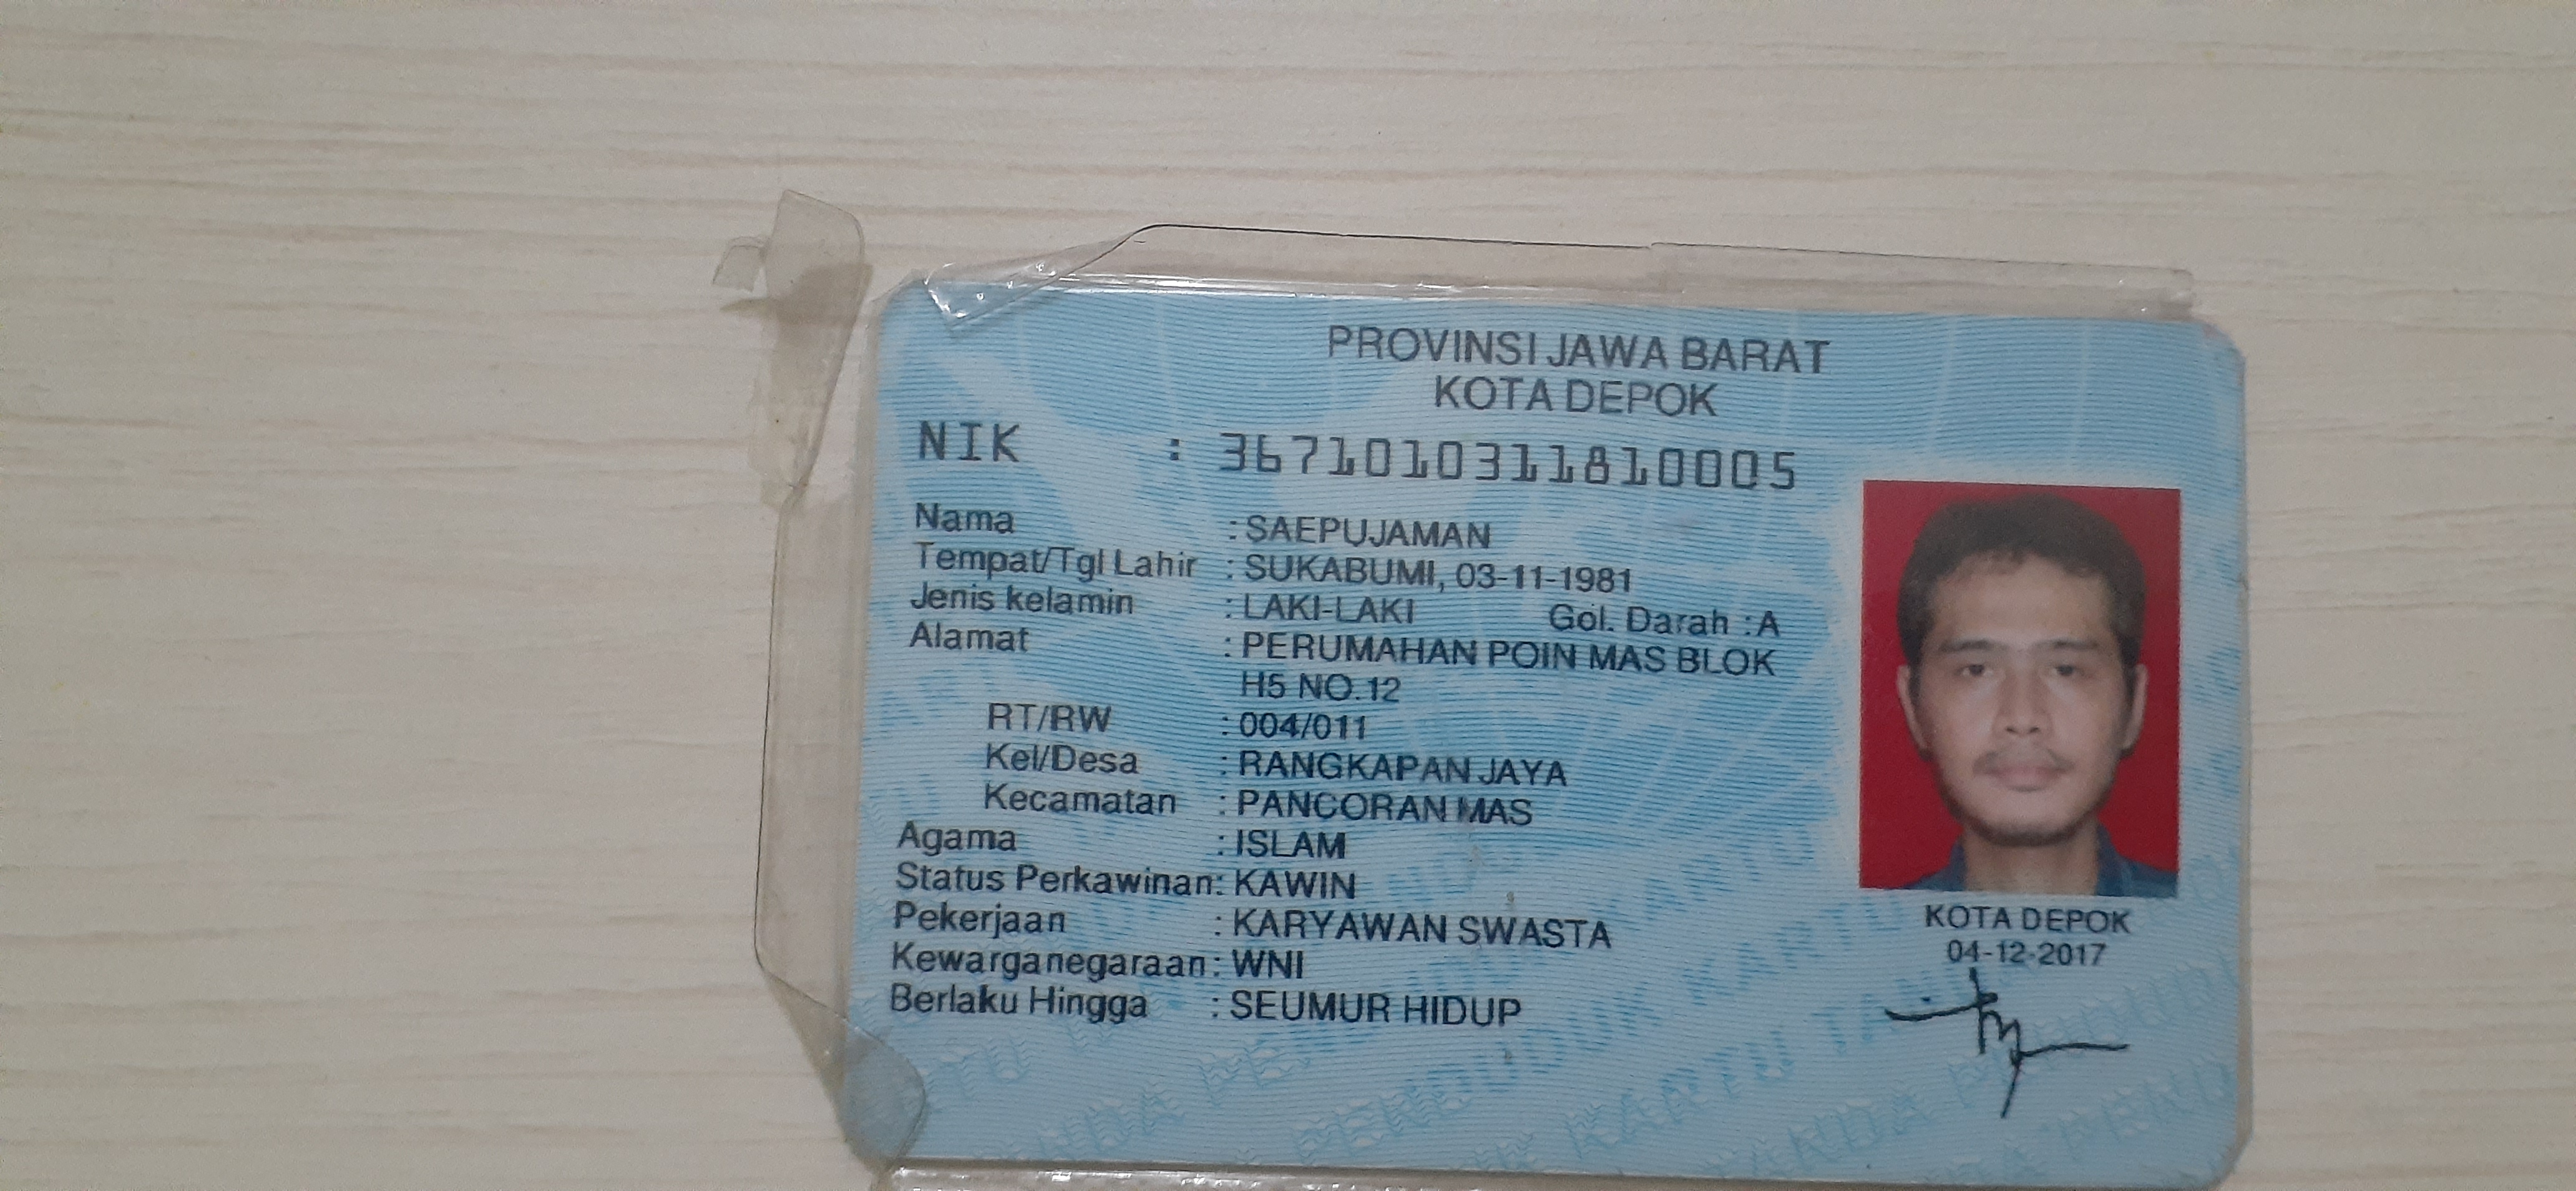 PROVINSI JAWA BARAT
KOTA DEPOK
NIK : 3671010311810005
Nama : SAEPUJAMAN
Tempat/Tgl Lahir : SUKABUMI, 03-11-1981
Jenis kelamin : LAKI-LAKI Gol. Darah : A
Alamat : PERUMAHAN POIN MAS BLOK
H5 NO.12
RT/RW : 004/011
Kel/Desa : RANGKAPAN JAYA
Kecamatan : PANCORAN MAS
Agama : ISLAM
Status Perkawinan: KAWIN
Pekerjaan : KARYAWAN SWASTA
Kewarganegaraan: WNI
Berlaku Hingga : SEUMUR HIDUP
KOTA DEPOK
04-12-2017